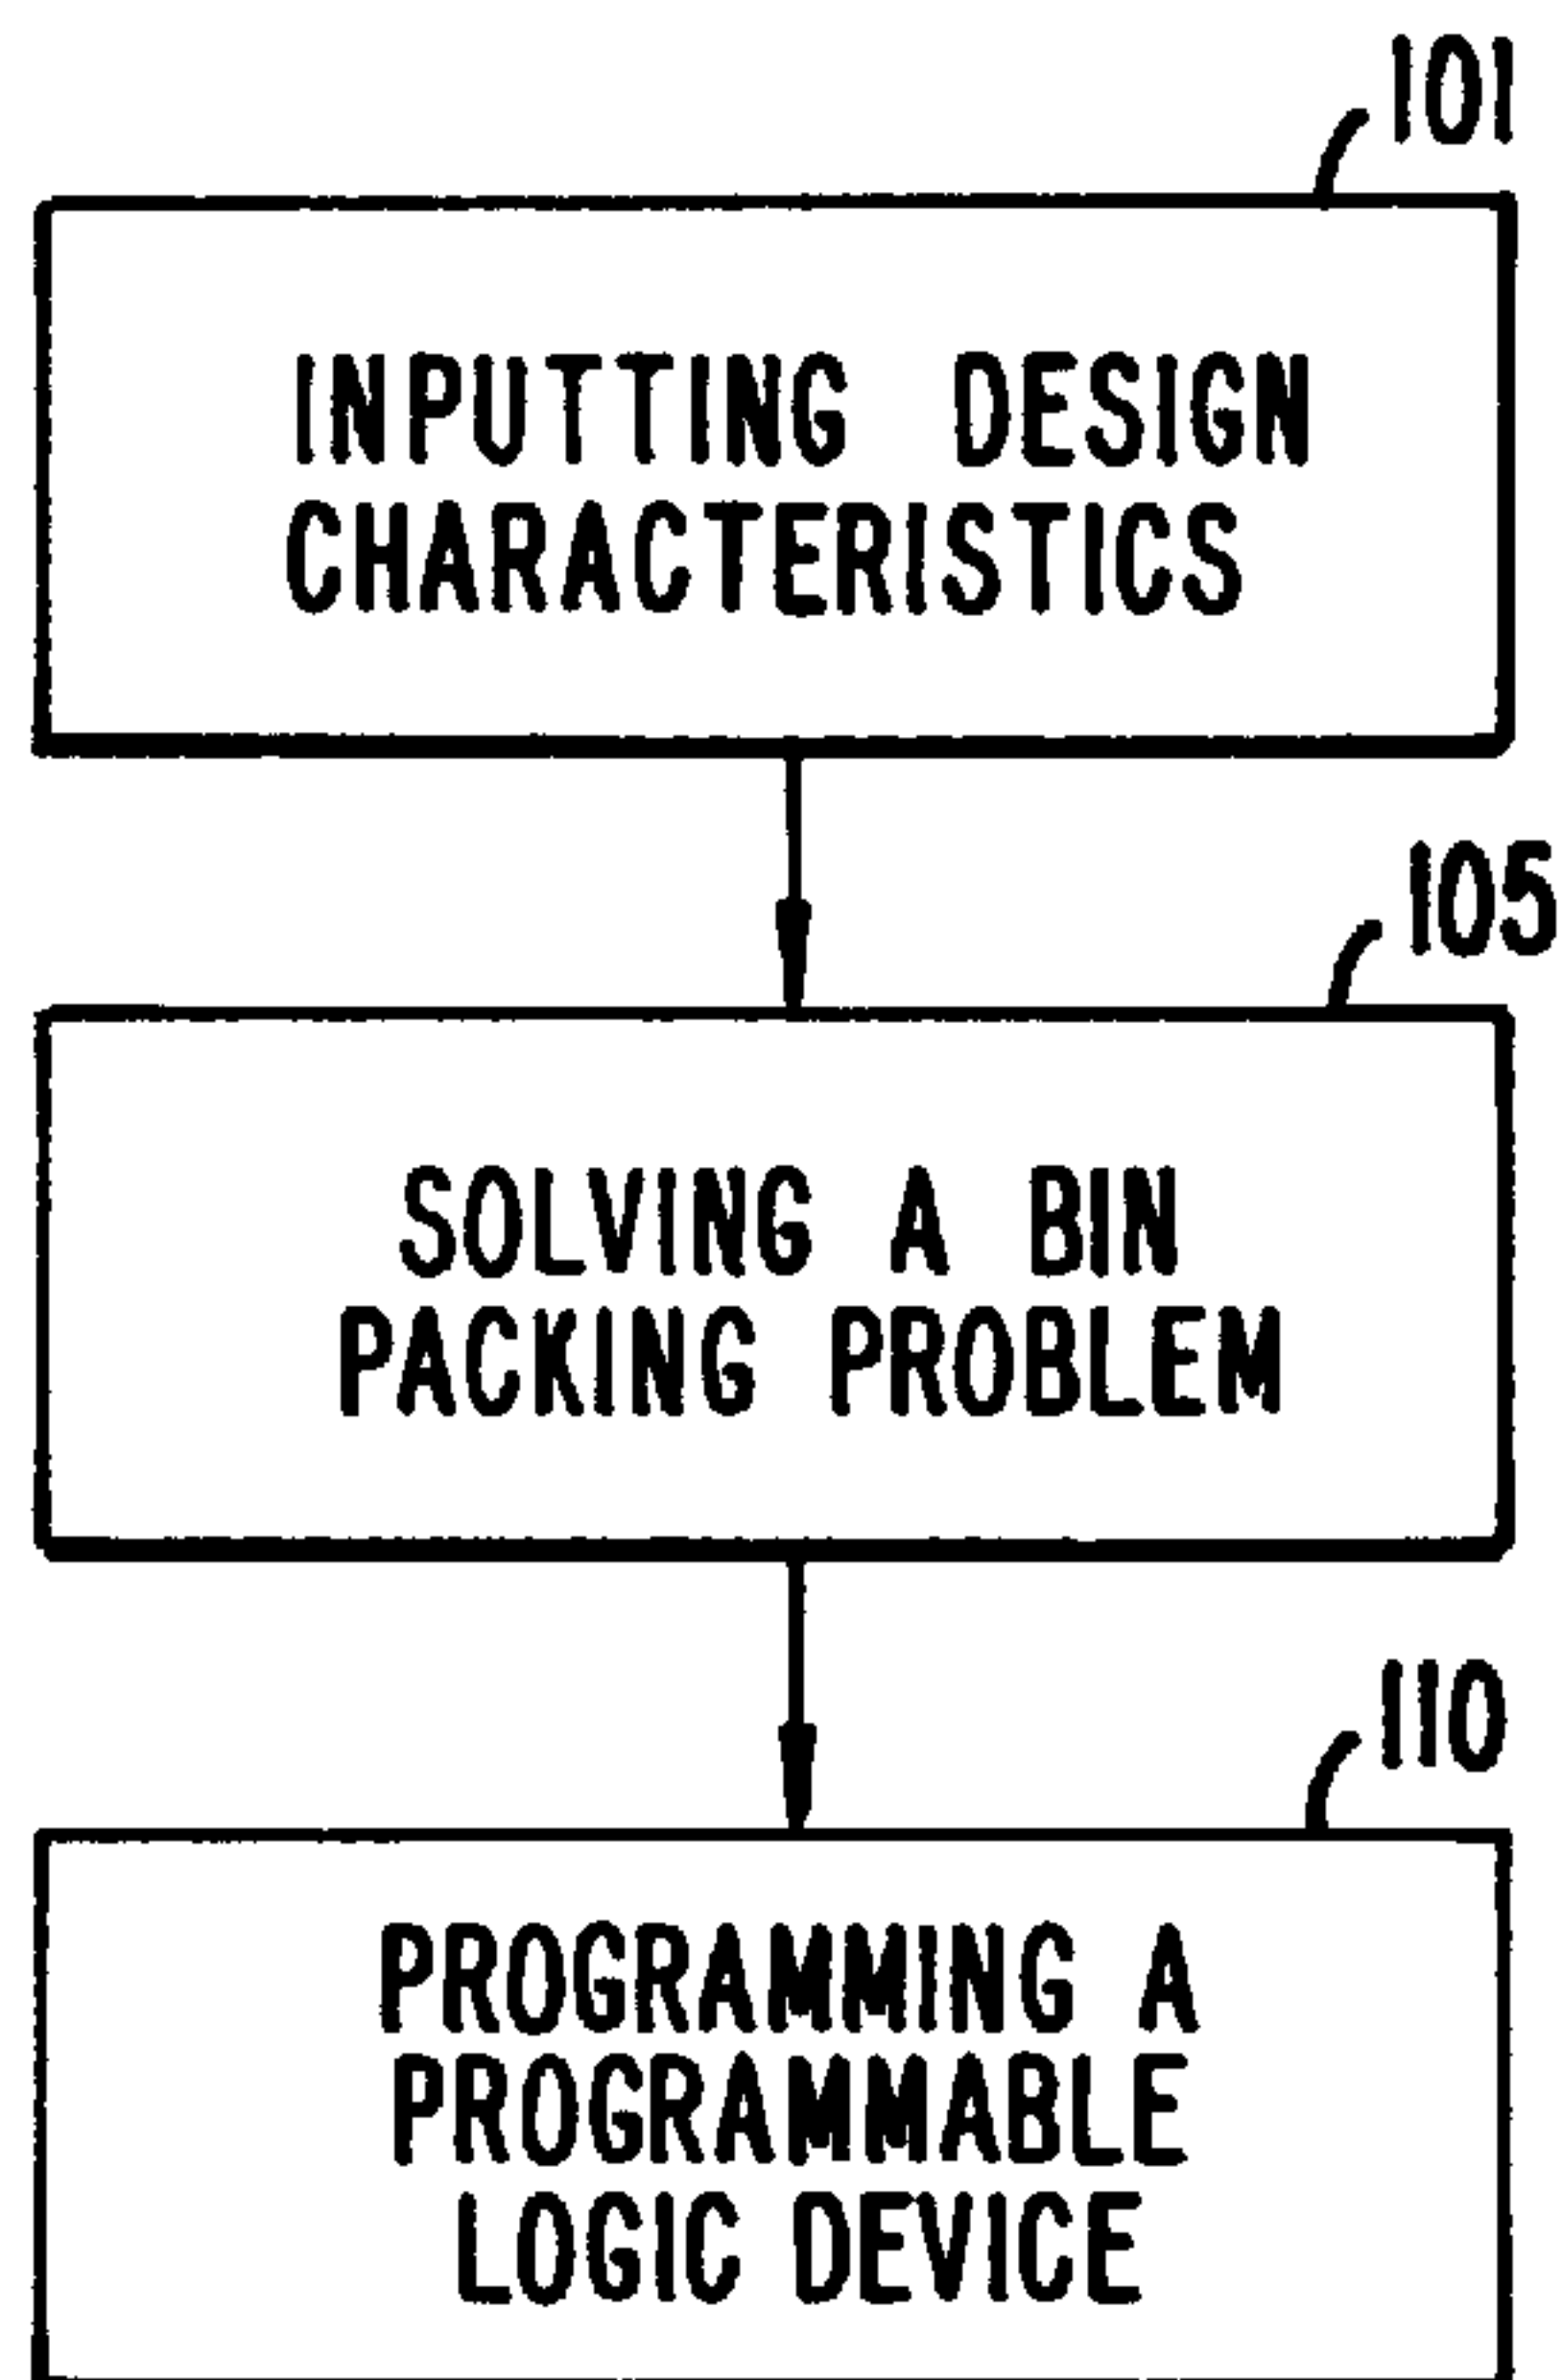 101
INPUTTING DESIGN
CHARACTERISTICS
105
SOLVING A BIN
PACKING PROBLEM
110
PROGRAMMING A
PROGRAMMABLE
LOGIC DEVICE